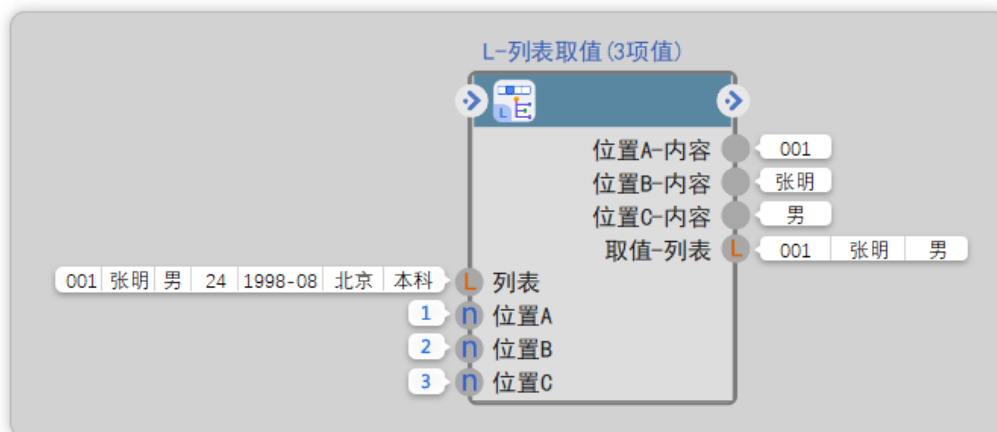 L-列表取值(3项值)
L
位置A-内容 001
位置B-内容 张明
位置C-内容 男
取值-列表 L 001 张明 男
001 张明 男 24 1998-08 北京 本科 L 列表
1 n 位置A
2 n 位置B
3 n 位置C